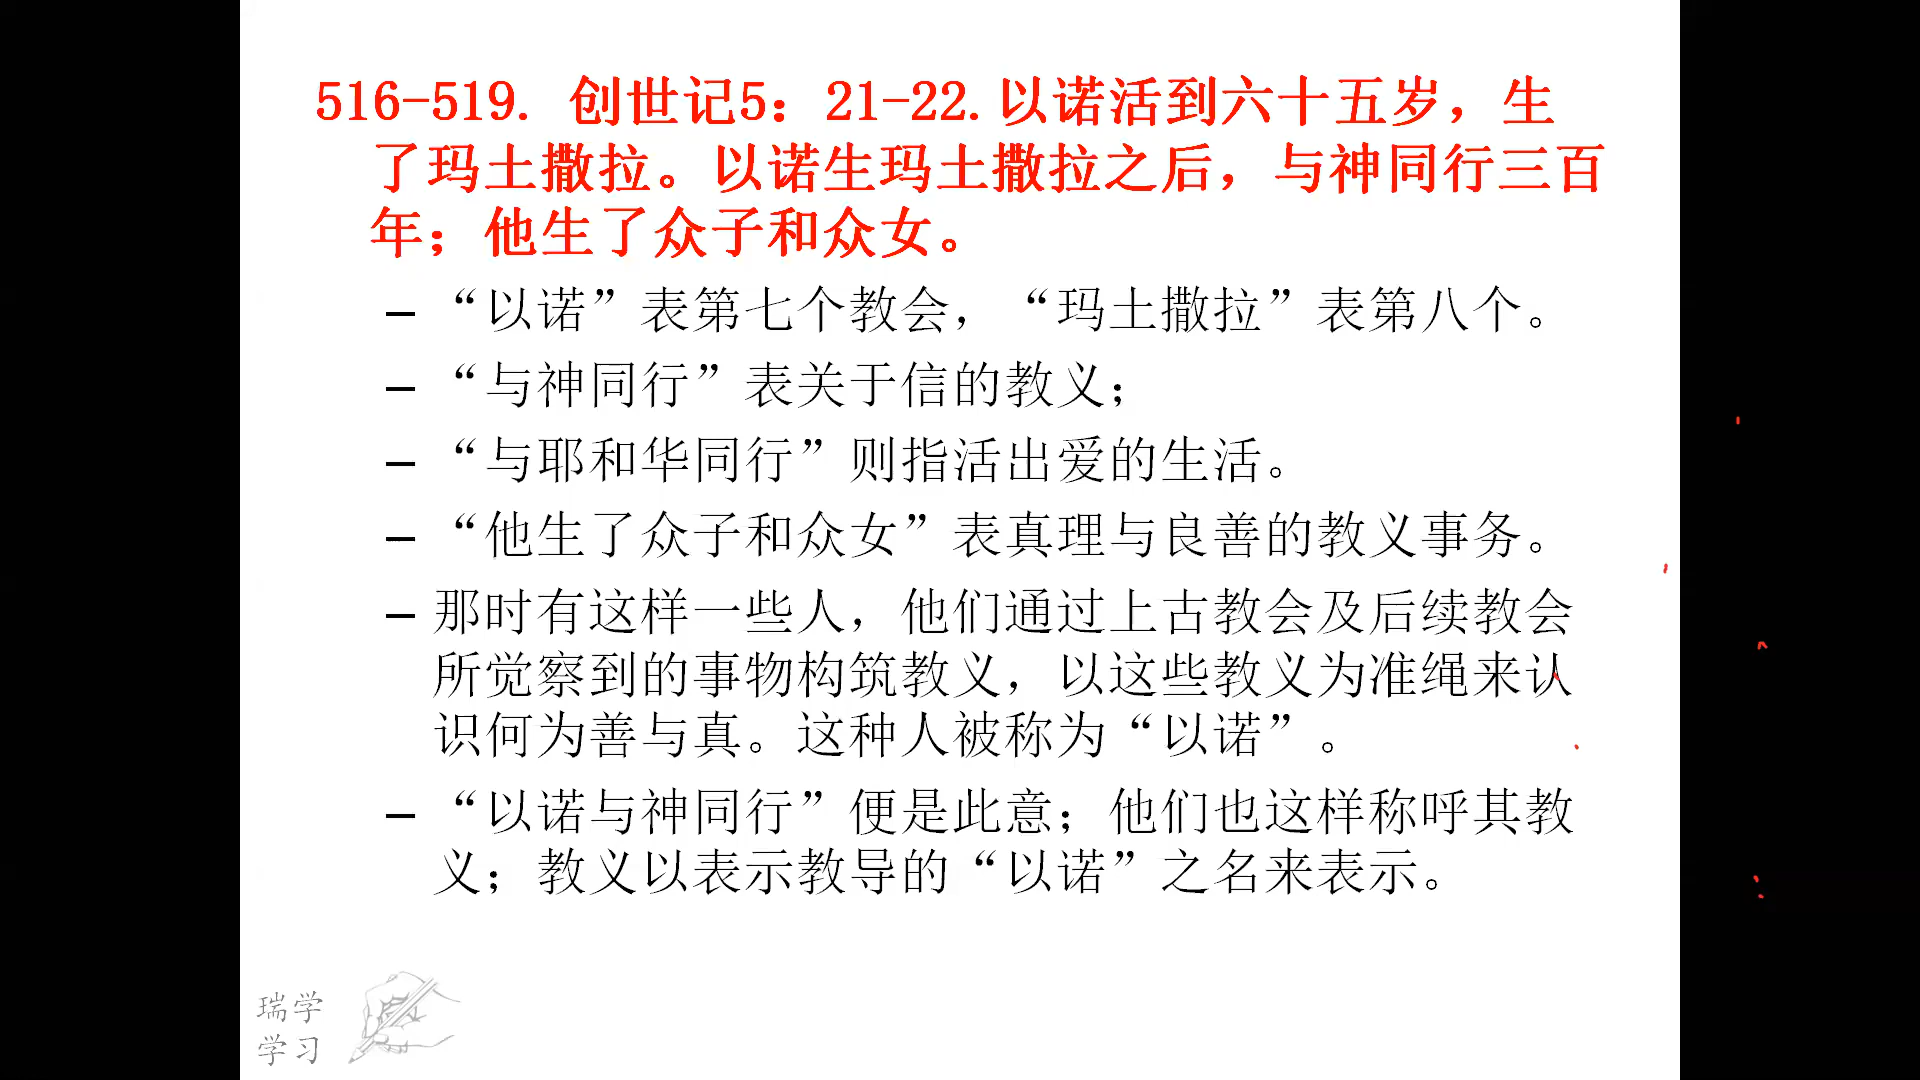 516-519. 创世记5：21-22.以诺活到六十五岁，生
了玛土撒拉。以诺生玛土撒拉之后，与神同行三百
年；他生了众子和众女。
– “以诺”表第七个教会，“玛土撒拉”表第八个。
– “与神同行”表关于信的教义；
– “与耶和华同行”则指活出爱的生活。
– “他生了众子和众女”表真理与良善的教义事务。
– 那时有这样一些人，他们通过上古教会及后续教会
所觉察到的事物构筑教义，以这些教义为准绳来认
识何为善与真。这种人被称为“以诺”。
– “以诺与神同行”便是此意；他们也这样称呼其教
义；教义以表示教导的“以诺”之名来表示。
瑞学
学习